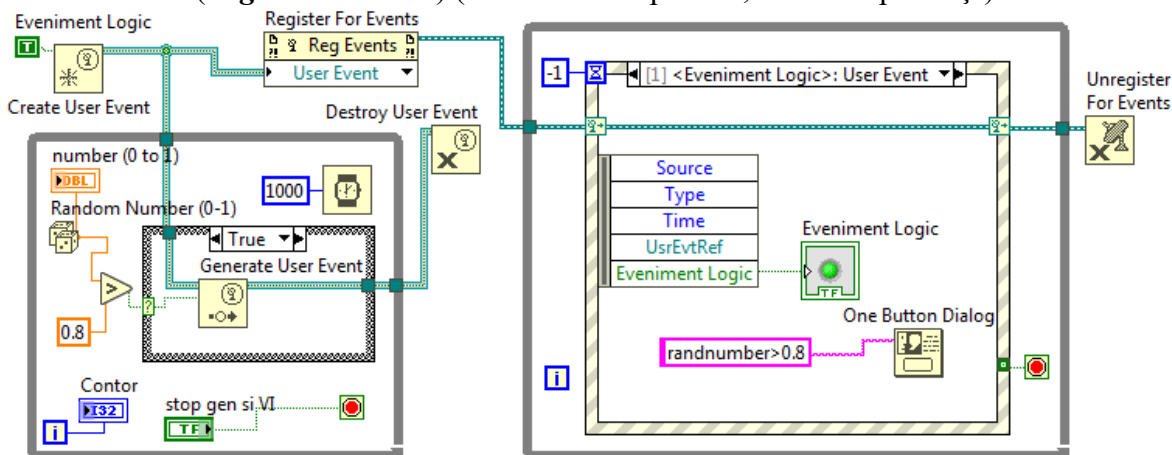 Eveniment Logic
T
Create User Event
Register For Events
Reg Events
User Event
Destroy User Event
number (0 to 1)
DBL
Random Number (0-1)
1000
True
Generate User Event
>
?
0.8
Contor
I32
i
stop gen si VI
TF
-1
[1] <Eveniment Logic>: User Event
Unregister
For Events
Source
Type
Time
UsrEvtRef
Eveniment Logic
Eveniment Logic
TF
One Button Dialog
randnumber>0.8
i